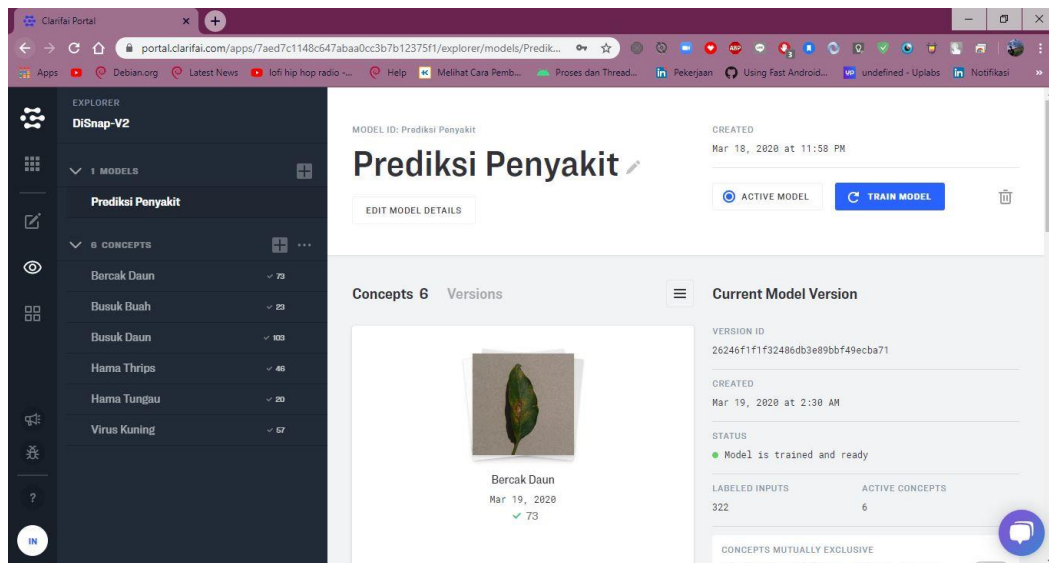 Clarifai Portal
portal.clarifai.com/apps/7aed7c1148c647abaa0cc3b7b12375f1/explorer/models/Predik...
Apps
Debian.org
Latest News
lofi hip hop radio -...
Help
Melihat Cara Pemb...
Proses dan Thread...
Pekerjaan
Using Fast Android...
undefined - Uplabs
Notifikasi
EXPLORER
DiSnap-V2
1 MODELS
Prediksi Penyakit
6 CONCEPTS
Bercak Daun 73
Busuk Buah 23
Busuk Daun 103
Hama Thrips 46
Hama Tungau 20
Virus Kuning 57
?
IN
MODEL ID: Prediksi Penyakit
Prediksi Penyakit
EDIT MODEL DETAILS
CREATED
Mar 18, 2020 at 11:58 PM
ACTIVE MODEL
TRAIN MODEL
Concepts 6 Versions
Bercak Daun
Mar 19, 2020
73
Current Model Version
VERSION ID
26246f1f1f32486db3e89bbf49ecba71
CREATED
Mar 19, 2020 at 2:30 AM
STATUS
Model is trained and ready
LABELED INPUTS ACTIVE CONCEPTS
322 6
CONCEPTS MUTUALLY EXCLUSIVE